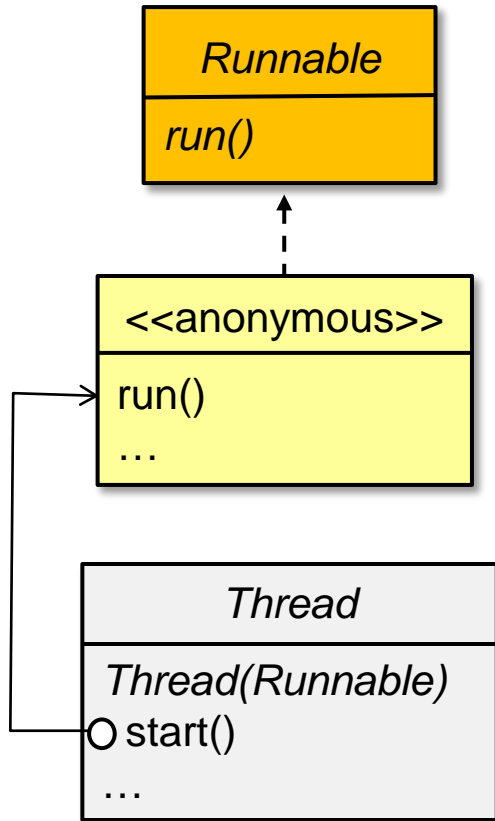 Runnable
run()
<<anonymous>>
run()
…
Thread
Thread(Runnable)
start()
…